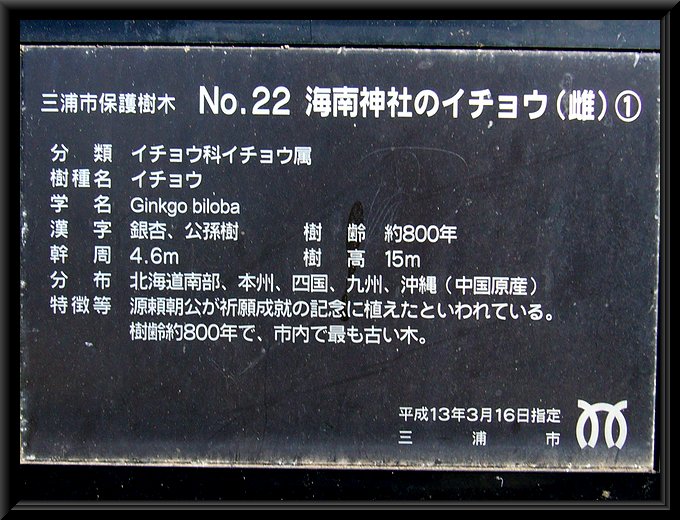 三浦市保護樹木 No.22 海南神社のイチョウ(雌)①
分類 イチョウ科イチョウ属
樹種名 イチョウ
学名 Ginkgo biloba
漢字 銀杏、公孫樹 樹齢 約800年
幹周 4.6m 樹高 15m
分布 北海道南部、本州、四国、九州、沖縄(中国原産)
特徴等 源頼朝公が祈願成就の記念に植えたといわれている。
樹齢約800年で、市内で最も古い木。
平成13年3月16日指定
三浦市